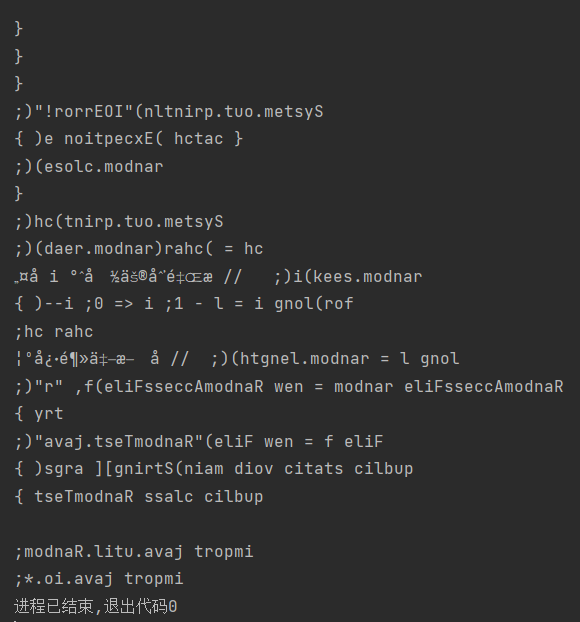 }
}
}
;)"!rorrEOI"(nltnirp.tuo.metsyS
{ )e noitpecxE( hctac }
;)(esolc.modnar
}
;)hc(tnirp.tuo.metsyS
;)(daer.modnar)rahc( = hc
// ;)i(kees.modnar
{ )--i ;0 => i ;1 - l = i gnol(rof
;hc rahc
// ;)(htgnel.modnar = l gnol
;)"r" ,f(eliFsseccAmodnaR wen = modnar eliFsseccAmodnaR
{ yrt
;)"avaj.tseTmodnaR"(eliF wen = f eliF
{ )sgra ][gnirtS(niam diov citats cilbup
{ tseTmodnaR ssalc cilbup
;modnaR.litu.avaj tropmi
;*.oi.avaj tropmi
进程已结束,退出代码0